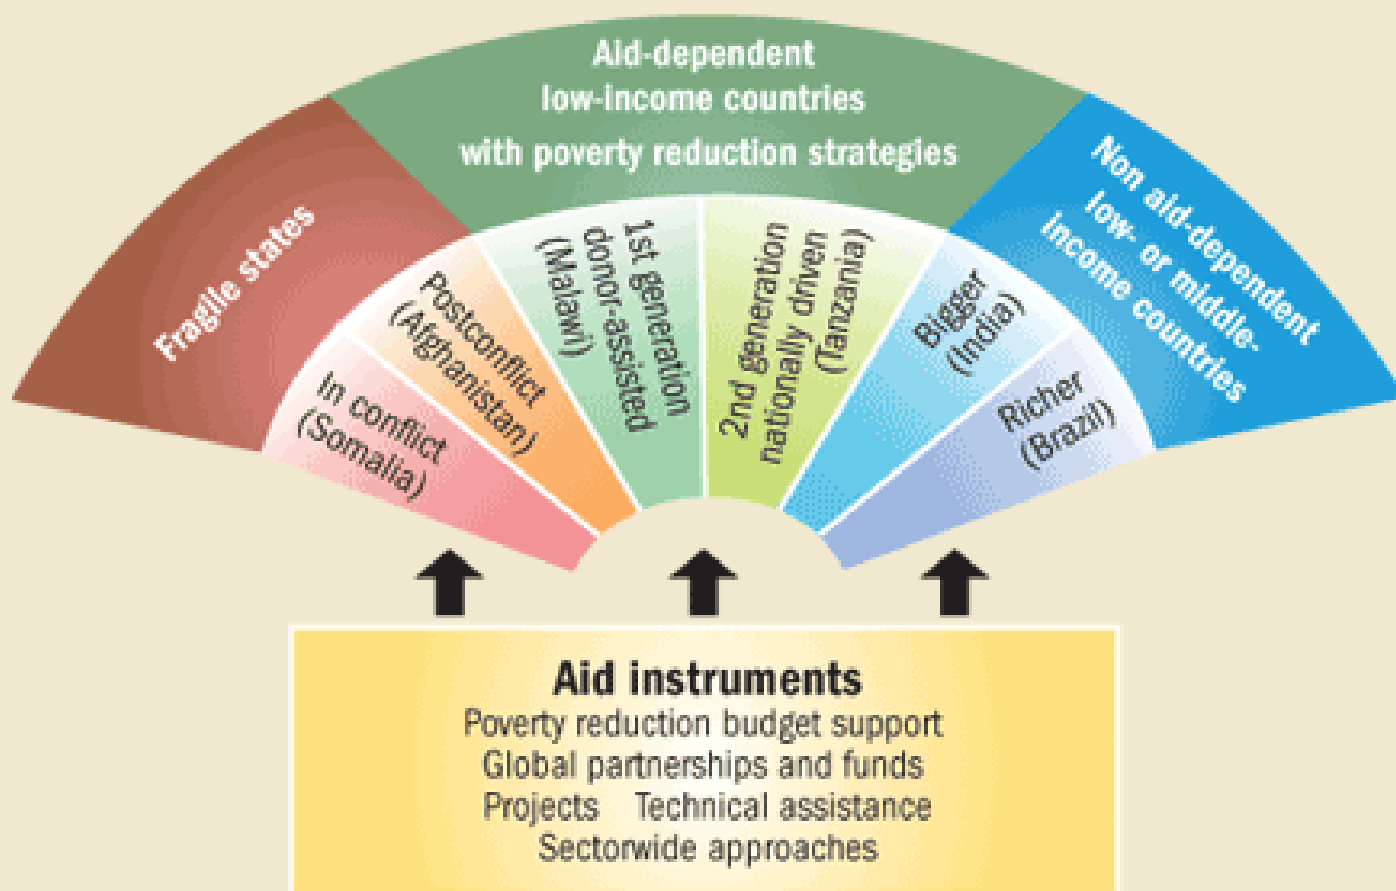 Aid-dependent
low-income countries
with poverty reduction strategies
Fragile states
Non aid-dependent
low- or middle-
income countries
In conflict
(Somalia)
Postconflict
(Afghanistan)
1st generation
donor-assisted
(Malawi)
2nd generation
nationally driven
(Tanzania)
Bigger
(India)
Richer
(Brazil)
Aid instruments
Poverty reduction budget support
Global partnerships and funds
Projects Technical assistance
Sectorwide approaches